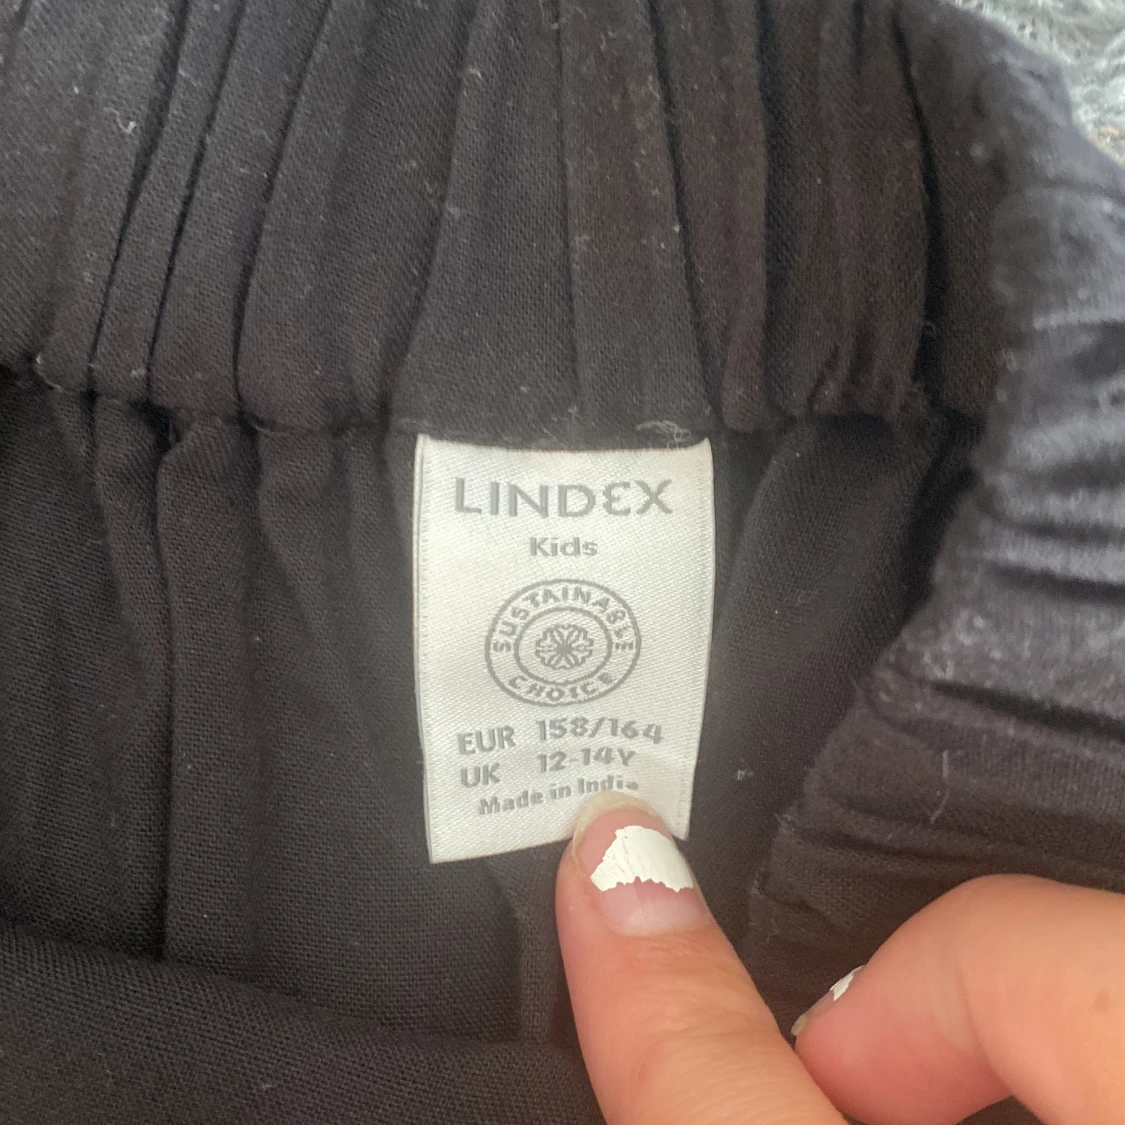 LINDEX
Kids
SUSTAINABLE
CHOICE
EUR 158/164
UK 12-14Y
Made in India